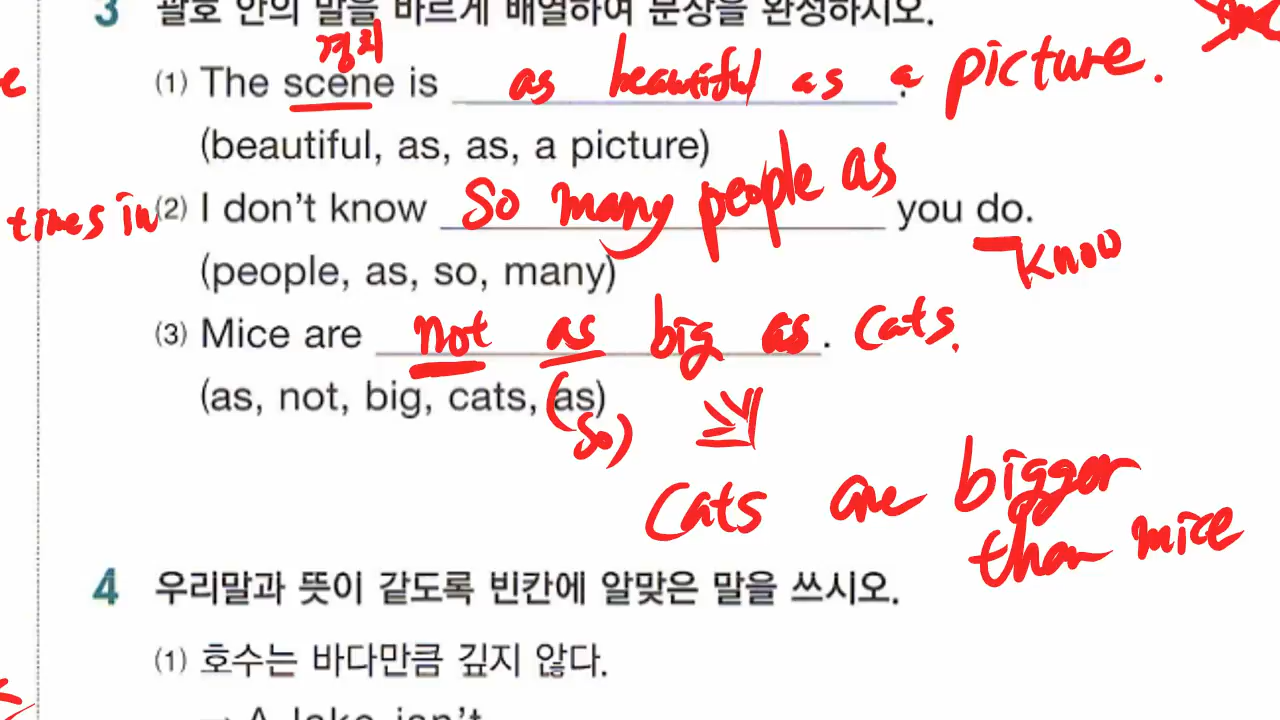 3 괄호 안의 말을 바르게 배열하여 문장을 완성하시오.
경치
(1) The scene is as beautiful as a picture.
(beautiful, as, as, a picture)
times in
(2) I don't know so many people as you do.
know
(people, as, so, many)
(3) Mice are not as big as. cats.
(as, not, big, cats, as)
(so)
cats are bigger
than mice
4 우리말과 뜻이 같도록 빈칸에 알맞은 말을 쓰시오.
(1) 호수는 바다만큼 깊지 않다.
→ A lake isn't